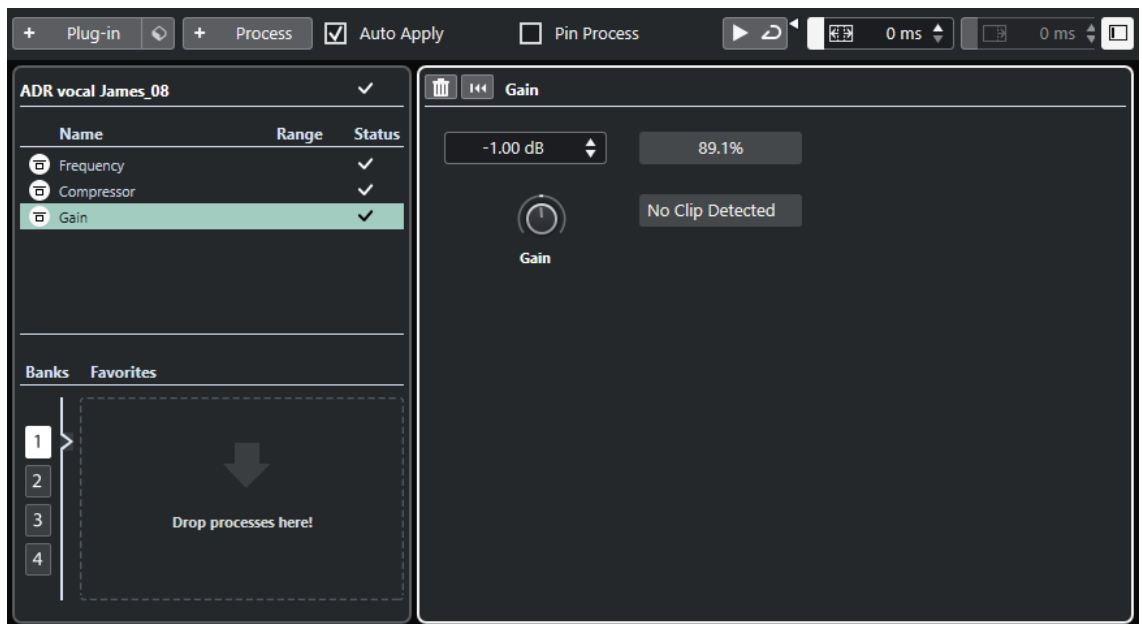 + Plug-in + Process Auto Apply Pin Process 0 ms 0 ms
ADR vocal James_08
Name Range Status
Frequency
Compressor
Gain
Banks Favorites
1
2
3
4
Drop processes here!
Gain
-1.00 dB 89.1%
No Clip Detected
Gain